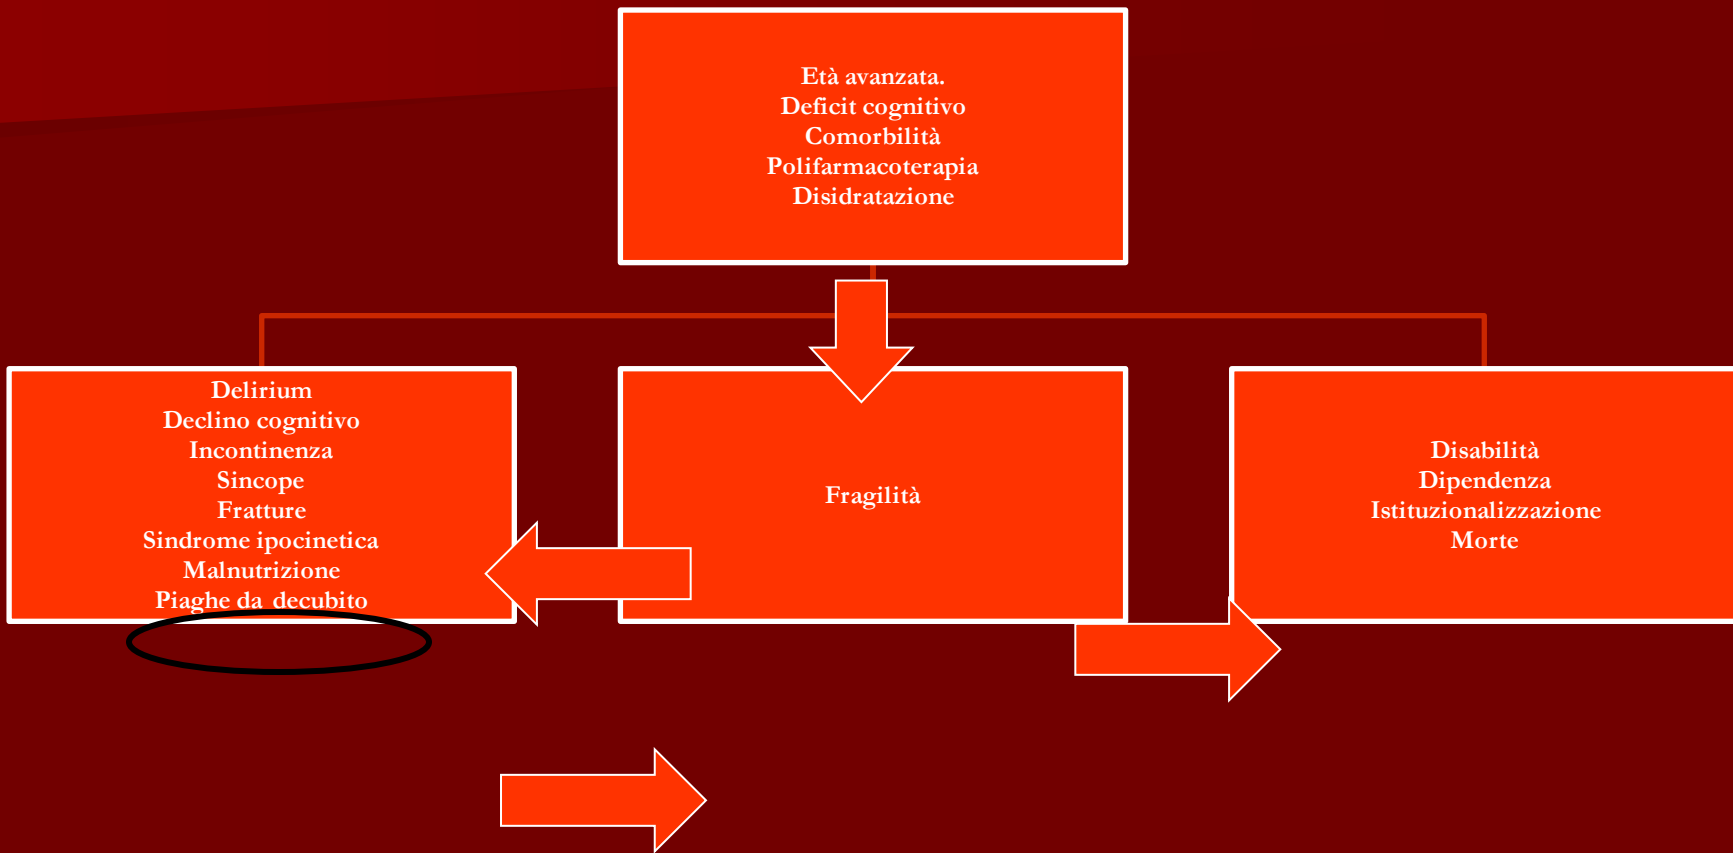 Età avanzata.
Deficit cognitivo
Comorbilità
Polifarmacoterapia
Disidratazione
Delirium
Declino cognitivo
Incontinenza
Sincope
Fratture
Sindrome ipocinetica
Malnutrizione
Piaghe da decubito
Fragilità
Disabilità
Dipendenza
Istituzionalizzazione
Morte